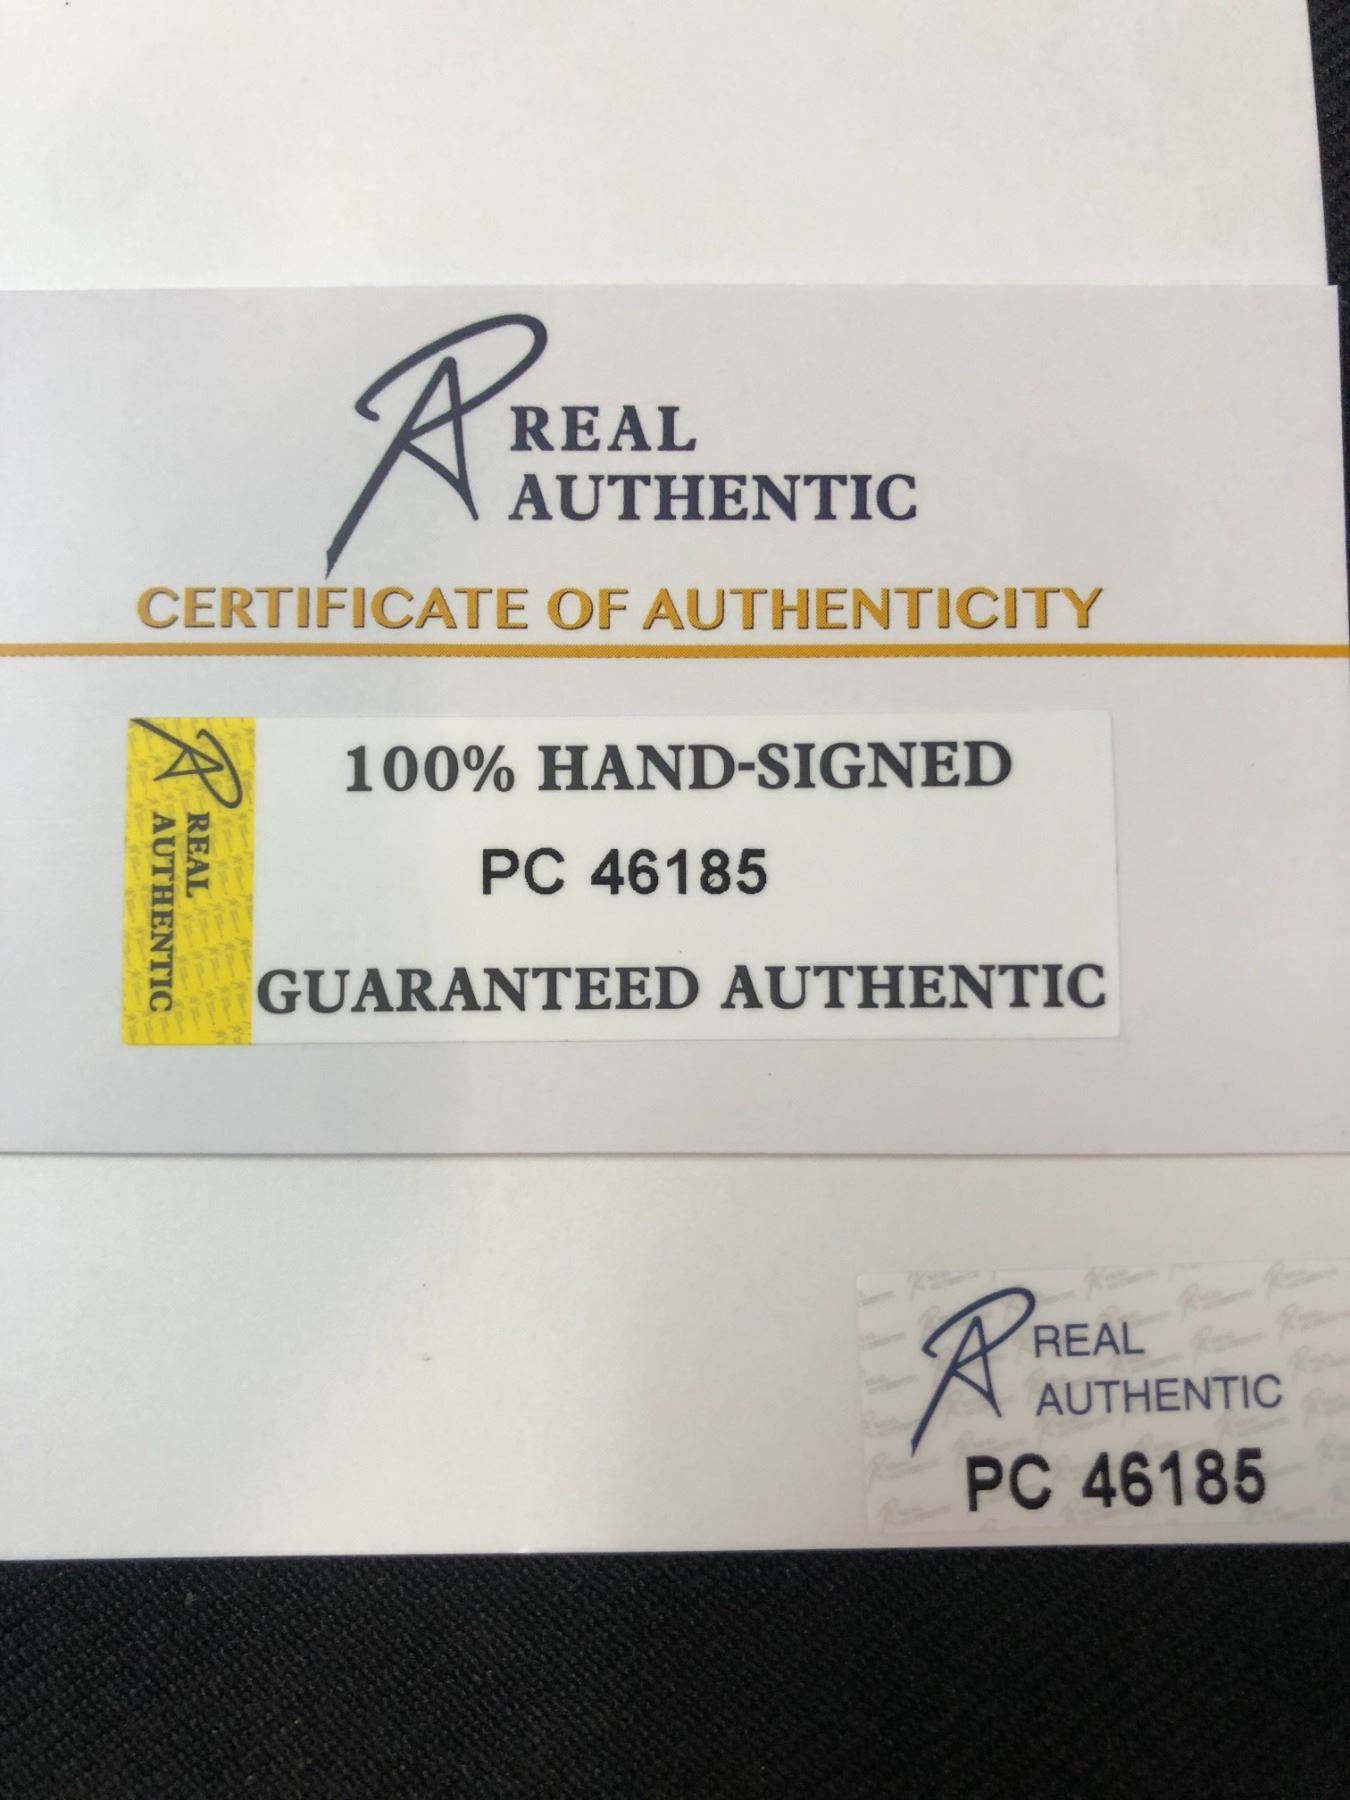 REAL
AUTHENTIC
CERTIFICATE OF AUTHENTICITY
REAL
AUTHENTIC
100% HAND-SIGNED
PC 46185
GUARANTEED AUTHENTIC
REAL
AUTHENTIC
PC 46185